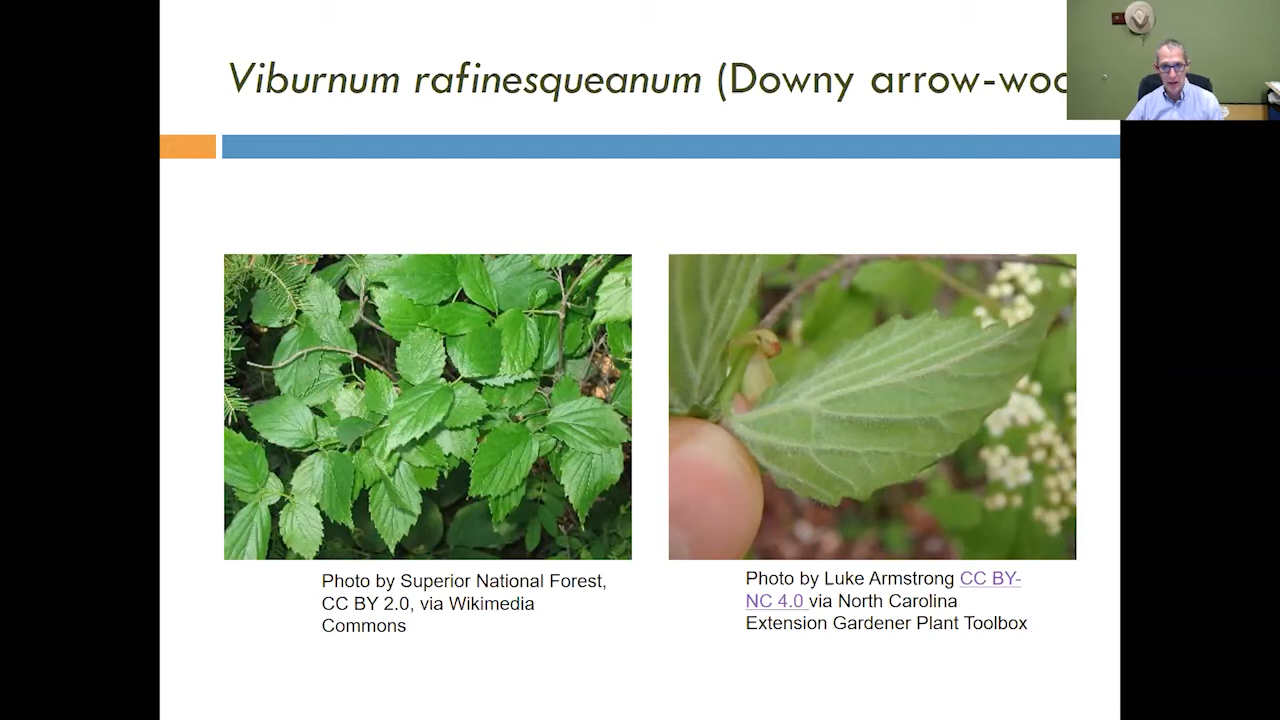 Viburnum rafinesqueanum (Downy arrow-woo
Photo by Superior National Forest,
CC BY 2.0, via Wikimedia
Commons
Photo by Luke Armstrong CC BY-
NC 4.0 via North Carolina
Extension Gardener Plant Toolbox